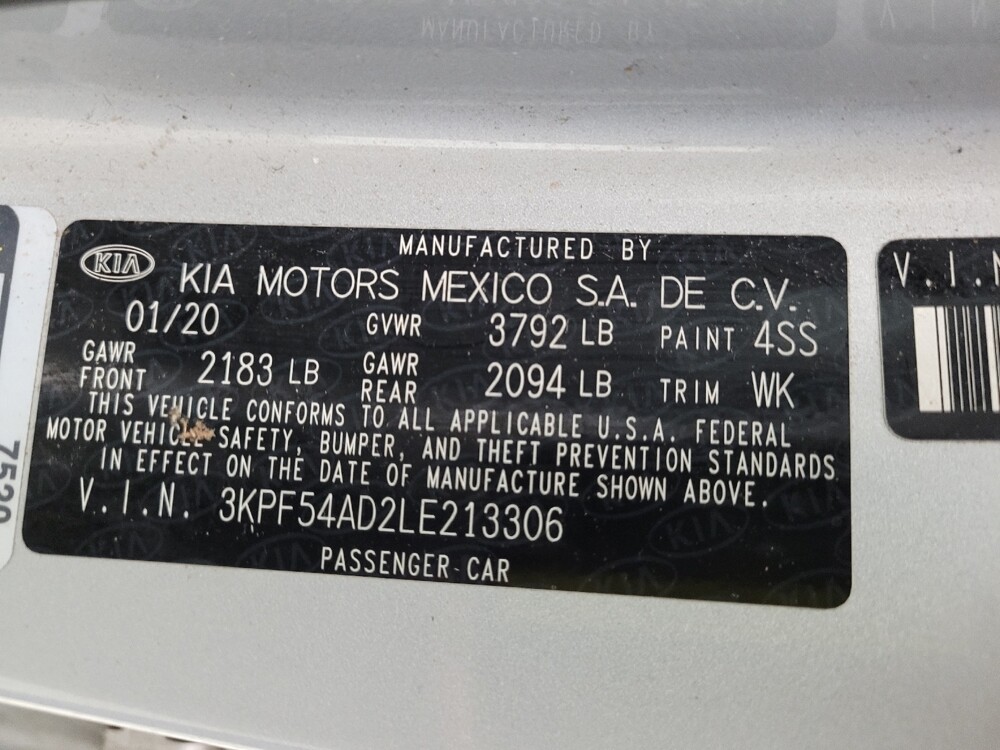 MANUFACTURED BY
KIA
KIA MOTORS MEXICO S.A. DE C.V.
01/20 GVWR 3792 LB PAINT 4SS
GAWR FRONT 2183 LB GAWR REAR 2094 LB TRIM WK
THIS VEHICLE CONFORMS TO ALL APPLICABLE U.S.A. FEDERAL
MOTOR VEHICLE SAFETY, BUMPER, AND THEFT PREVENTION STANDARDS
IN EFFECT ON THE DATE OF MANUFACTURE SHOWN ABOVE.
V.I.N. 3KPF54AD2LE213306
PASSENGER CAR
V.I.N
7520